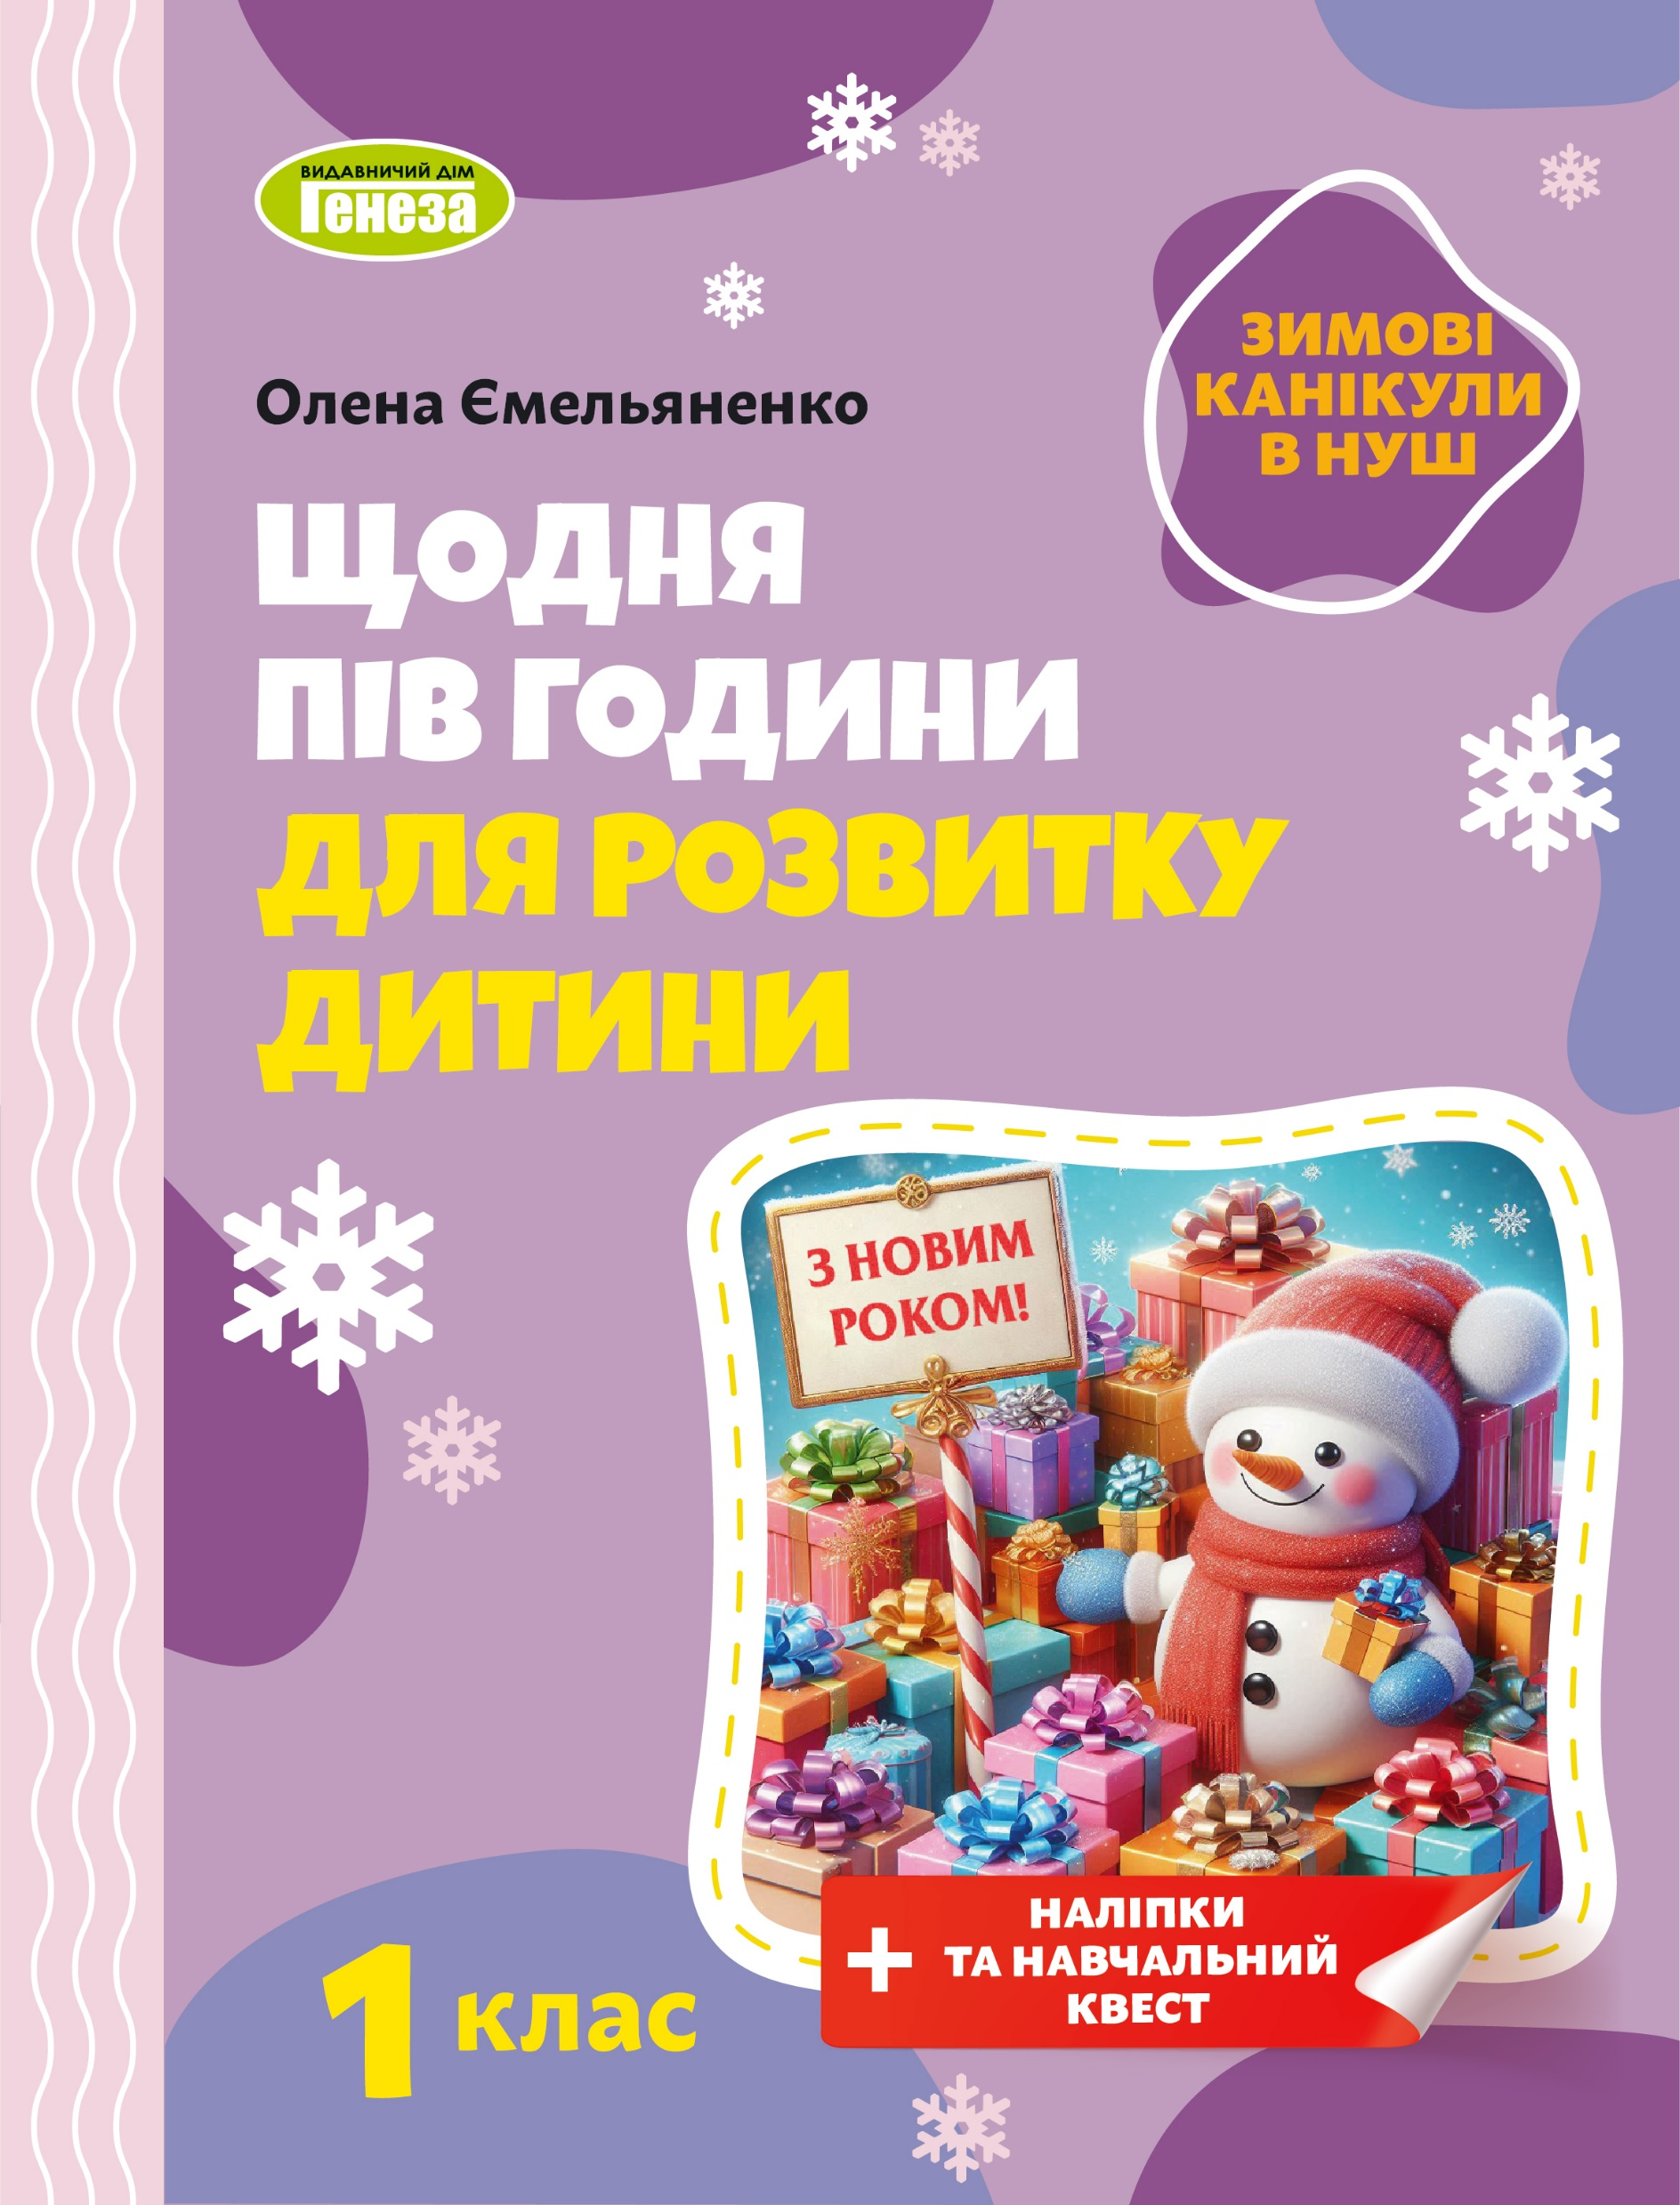 ВИДАВНИЧИЙ ДІМ
Генеза
ЗИМОВІ
КАНІКУЛИ
В НУШ
Олена Ємельяненко
ЩОДНЯ
ПІВ ГОДИНИ
ДЛЯ РОЗВИТКУ
ДИТИНИ
З НОВИМ
РОКОМ!
+ НАЛІПКИ
ТА НАВЧАЛЬНИЙ
КВЕСТ
1 клас